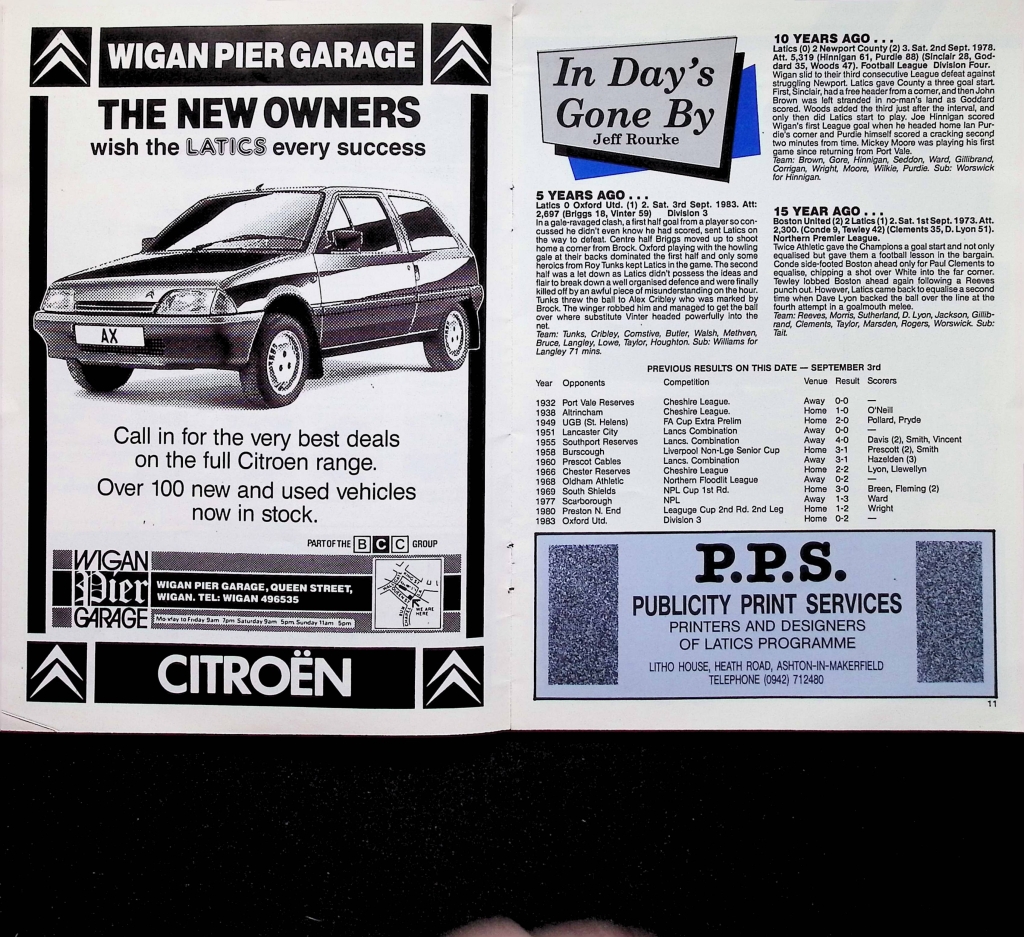 WIGAN PIER GARAGE
THE NEW OWNERS
wish the LATICS every success
AX
Call in for the very best deals
on the full Citroen range.
Over 100 new and used vehicles
now in stock.
PART OF THE B C C GROUP
WIGAN
Pier
GARAGE
WIGAN PIER GARAGE, QUEEN STREET,
WIGAN. TEL: WIGAN 496535
Monday to Friday 9am 7pm Saturday 9am 5pm Sunday 11am 5pm
WE ARE
HERE
CITROËN
In Day's
Gone By
Jeff Rourke
5 YEARS AGO . . .
Latics 0 Oxford Utd. (1) 2. Sat. 3rd Sept. 1983. Att:
2,697 (Briggs 18, Vinter 59) Division 3
In a gale-ravaged clash, a first half goal from a player so con-
cussed he didn't even know he had scored, sent Latics on
the way to defeat. Centre half Briggs moved up to shoot
home a corner from Brock. Oxford playing with the howling
gale at their backs dominated the first half and only some
heroics from Roy Tunks kept Latics in the game. The second
half was a let down as Latics didn't possess the ideas and
flair to break down a well organised defence and were finally
killed off by an awful piece of misunderstanding on the hour.
Tunks threw the ball to Alex Cribley who was marked by
Brock. The winger robbed him and managed to get the ball
over where substitute Vinter headed powerfully into the
net.
Team: Tunks, Cribley, Comstive, Butler, Walsh, Methven,
Bruce, Langley, Lowe, Taylor, Houghton. Sub: Williams for
Langley 71 mins.
10 YEARS AGO . . .
Latics (0) 2 Newport County (2) 3. Sat. 2nd Sept. 1978.
Att. 5,319 (Hinnigan 61, Purdie 88) (Sinclair 28, God-
dard 35, Woods 47). Football League Division Four.
Wigan slid to their third consecutive League defeat against
struggling Newport. Latics gave County a three goal start.
First, Sinclair, had a free header from a corner, and then John
Brown was left stranded in no-man's land as Goddard
scored. Woods added the third just after the interval, and
only then did Latics start to play. Joe Hinnigan scored
Wigan's first League goal when he headed home Ian Pur-
die's corner and Purdie himself scored a cracking second
two minutes from time. Mickey Moore was playing his first
game since returning from Port Vale.
Team: Brown, Gore, Hinnigan, Seddon, Ward, Gillibrand,
Corrigan, Wright, Moore, Wilkie, Purdie. Sub: Worswick
for Hinnigan.
15 YEAR AGO . . .
Boston United (2) 2 Latics (1) 2. Sat. 1st Sept. 1973. Att.
2,300. (Conde 9, Tewley 42) (Clements 35, D. Lyon 51).
Northern Premier League.
Twice Athletic gave the Champions a goal start and not only
equalised but gave them a football lesson in the bargain.
Conde side-footed Boston ahead only for Paul Clements to
equalise, chipping a shot over White into the far corner.
Tewley lobbed Boston ahead again following a Reeves
punch out. However, Latics came back to equalise a second
time when Dave Lyon backed the ball over the line at the
fourth attempt in a goalmouth melee.
Team: Reeves, Morris, Sutherland, D. Lyon, Jackson, Gillib-
rand, Clements, Taylor, Marsden, Rogers, Worswick. Sub:
Tait.
PREVIOUS RESULTS ON THIS DATE — SEPTEMBER 3rd
Year Opponents Competition Venue Result Scorers
1932 Port Vale Reserves Cheshire League. Away 0-0 —
1938 Altrincham Cheshire League. Home 1-0 O'Neill
1949 UGB (St. Helens) FA Cup Extra Prelim Home 2-0 Pollard, Pryde
1951 Lancaster City Lancs Combination Away 0-0 —
1955 Southport Reserves Lancs. Combination Away 4-0 Davis (2), Smith, Vincent
1958 Burscough Liverpool Non-Lge Senior Cup Home 3-1 Prescott (2), Smith
1960 Prescot Cables Lancs. Combination Away 3-1 Hazelden (3)
1966 Chester Reserves Cheshire League Home 2-2 Lyon, Llewellyn
1968 Oldham Athletic Northern Floodlit League Away 0-2 —
1969 South Shields NPL Cup 1st Rd. Home 3-0 Breen, Fleming (2)
1977 Scarborough NPL Away 1-3 Ward
1980 Preston N. End Leaguge Cup 2nd Rd. 2nd Leg Home 1-2 Wright
1983 Oxford Utd. Division 3 Home 0-2 —
P.P.S.
PUBLICITY PRINT SERVICES
PRINTERS AND DESIGNERS
OF LATICS PROGRAMME
LITHO HOUSE, HEATH ROAD, ASHTON-IN-MAKERFIELD
TELEPHONE (0942) 712480
11